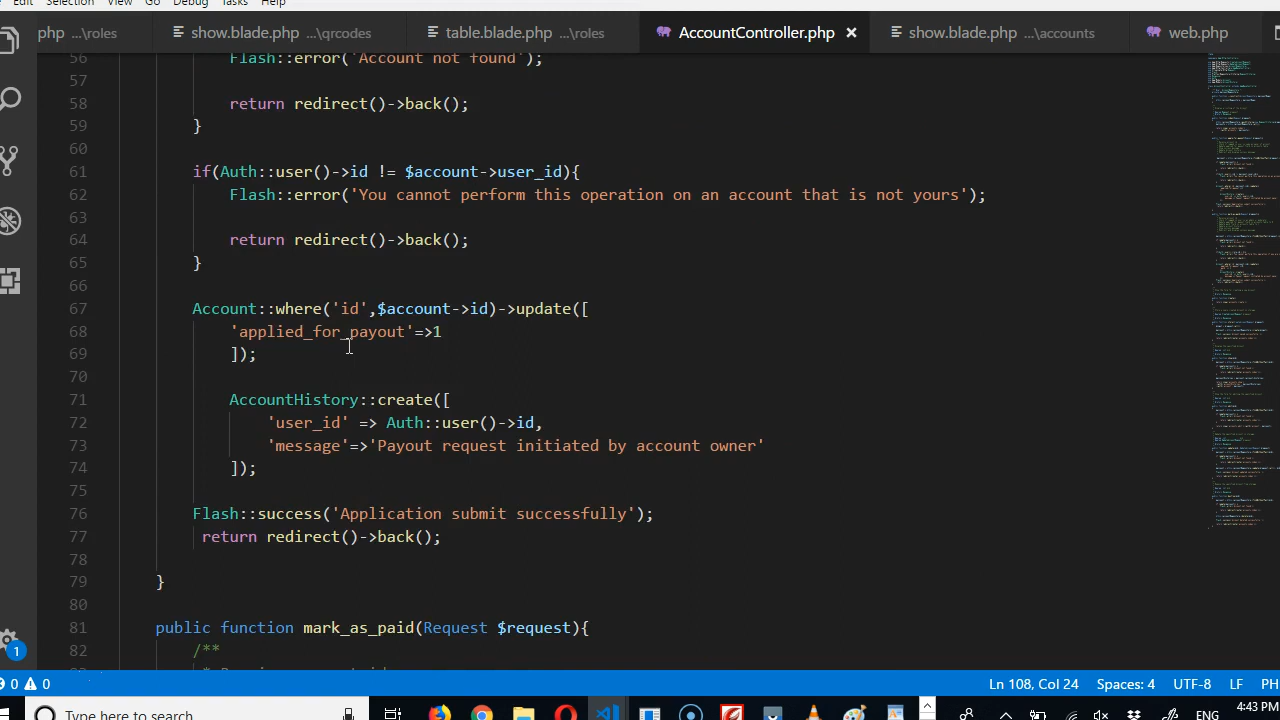 Edit Selection View Go Debug Tasks Help
php ...\roles show.blade.php ...\qrcodes table.blade.php ...\roles AccountController.php × show.blade.php ...\accounts web.php
56 Flash::error('Account not found');
57
58 return redirect()->back();
59 }
60
61 if(Auth::user()->id != $account->user_id){
62 Flash::error('You cannot perform this operation on an account that is not yours');
63
64 return redirect()->back();
65 }
66
67 Account::where('id',$account->id)->update([
68 'applied_for_payout'=>1
69 ]);
70
71 AccountHistory::create([
72 'user_id' => Auth::user()->id,
73 'message'=>'Payout request initiated by account owner'
74 ]);
75
76 Flash::success('Application submit successfully');
77 return redirect()->back();
78
79 }
80
81 public function mark_as_paid(Request $request){
82 /**
1
0 0 Ln 108, Col 24 Spaces: 4 UTF-8 LF PH
Type here to search ENG 4:43 PM